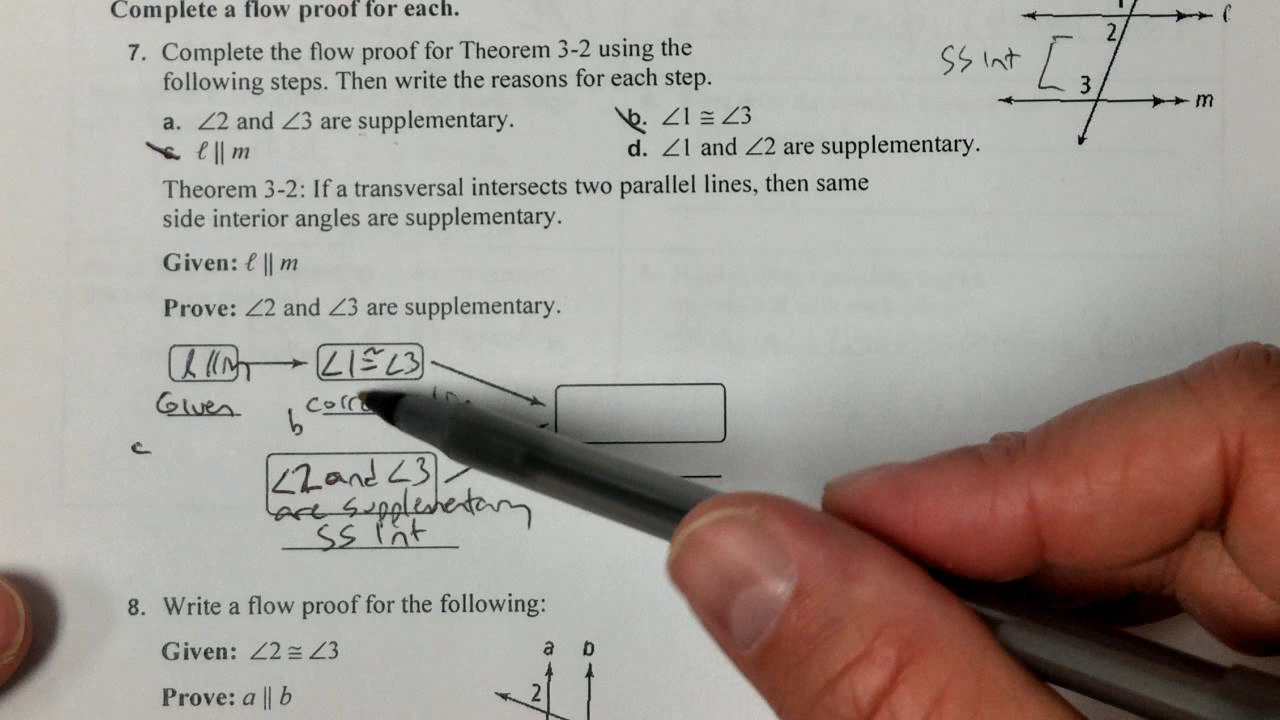 Complete a flow proof for each.
7. Complete the flow proof for Theorem 3-2 using the
following steps. Then write the reasons for each step.
a. ∠2 and ∠3 are supplementary.
b. ∠1 ≅ ∠3
c. ℓ || m
d. ∠1 and ∠2 are supplementary.
Theorem 3-2: If a transversal intersects two parallel lines, then same
side interior angles are supplementary.
Given: ℓ || m
Prove: ∠2 and ∠3 are supplementary.
1
ℓ
2
SS Int
3
m
ℓ || m
∠1 ≅ ∠3
Given
b
c
∠2 and ∠3
are supplementary
SS int
8. Write a flow proof for the following:
Given: ∠2 ≅ ∠3
Prove: a || b
a b
2